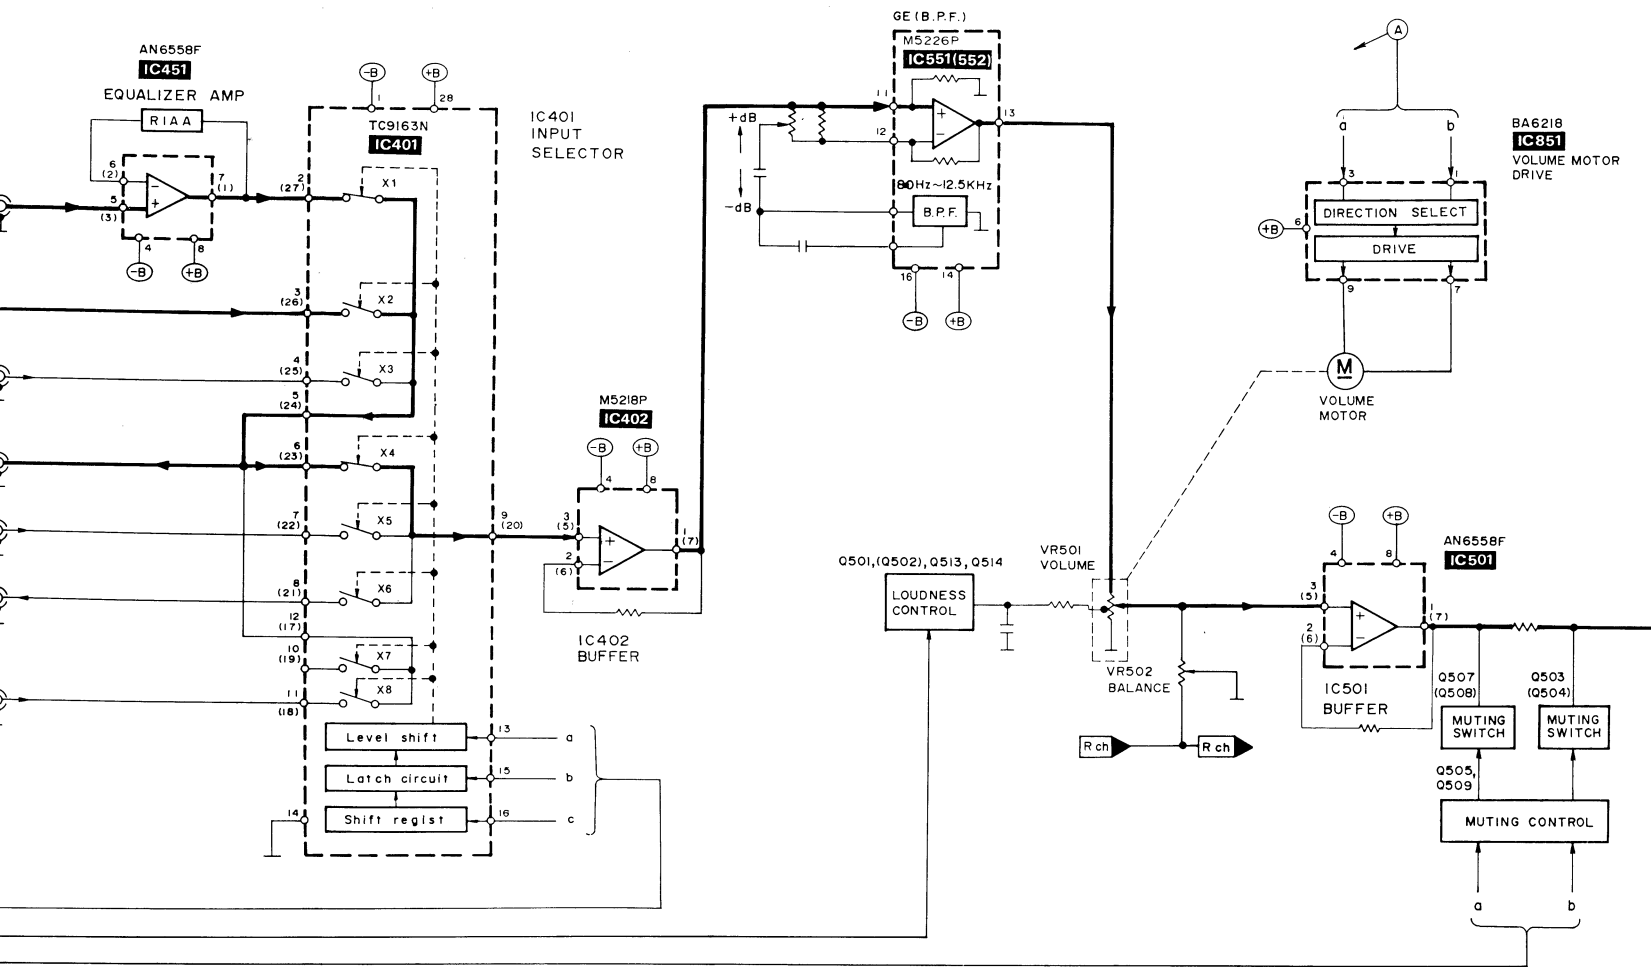 AN6558F
IC451
EQUALIZER AMP
RIAA
6
(2)
5
(3)
−
+
7
(1)
4
8
−B
+B
2
(27)
−B
+B
1
28
TC9163N
IC401
IC401
INPUT
SELECTOR
X1
3
(26)
X2
4
(25)
X3
5
(24)
6
(23)
X4
7
(22)
X5
8
(21)
X6
12
(17)
10
(19)
X7
11
(18)
X8
9
(20)
Level shift
13
a
Latch circuit
15
b
Shift regist
16
c
14
M5218P
IC402
−B
+B
4
8
3
(5)
2
(6)
+
−
1
(7)
IC402
BUFFER
GE (B.P.F.)
M5226P
IC551(552)
11
12
13
+
−
+dB
−dB
80Hz~12.5KHz
B.P.F.
16
14
−B
+B
A
a
b
BA6218
IC851
VOLUME MOTOR
DRIVE
3
1
DIRECTION SELECT
+B
6
DRIVE
9
7
M
VOLUME
MOTOR
Q501,(Q502), Q513, Q514
LOUDNESS
CONTROL
VR501
VOLUME
VR502
BALANCE
R ch
R ch
−B
+B
4
8
AN6558F
IC501
3
(5)
2
(6)
+
−
1
(7)
IC501
BUFFER
Q507
(Q508)
Q503
(Q504)
MUTING
SWITCH
MUTING
SWITCH
Q505,
Q509
MUTING CONTROL
a
b